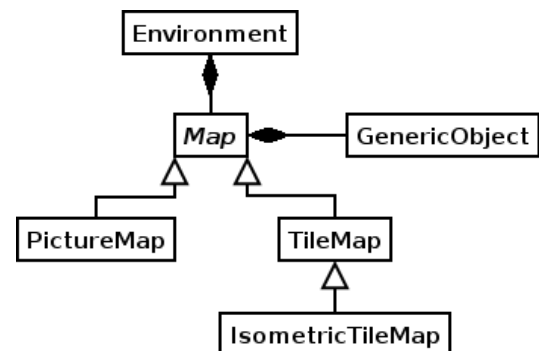 Environment
Map
GenericObject
PictureMap
TileMap
IsometricTileMap